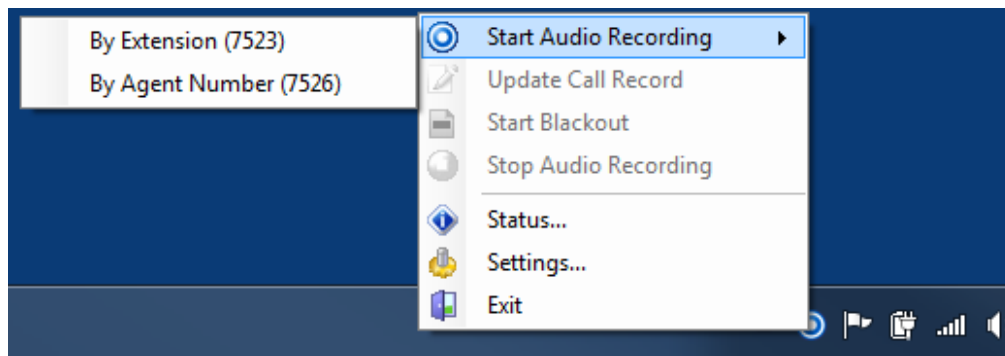 By Extension (7523)
By Agent Number (7526)
Start Audio Recording
Update Call Record
Start Blackout
Stop Audio Recording
Status...
Settings...
Exit